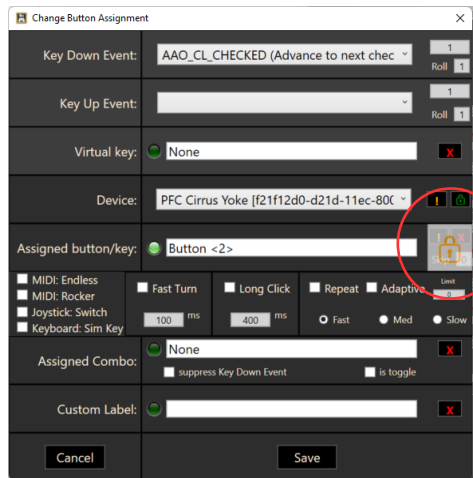 Change Button Assignment
Key Down Event:
AAO_CL_CHECKED (Advance to next chec
1
Roll 1
Key Up Event:
1
Roll 1
Virtual key:
None
X
Device:
PFC Cirrus Yoke [f21f12d0-d21d-11ec-800
!
Assigned button/key:
Button <2>
MIDI: Endless
MIDI: Rocker
Joystick: Switch
Keyboard: Sim Key
Fast Turn
100 ms
Long Click
400 ms
Repeat
Adaptive
Limit
Fast
Med
Slow
Assigned Combo:
None
X
suppress Key Down Event
is toggle
Custom Label:
X
Cancel
Save